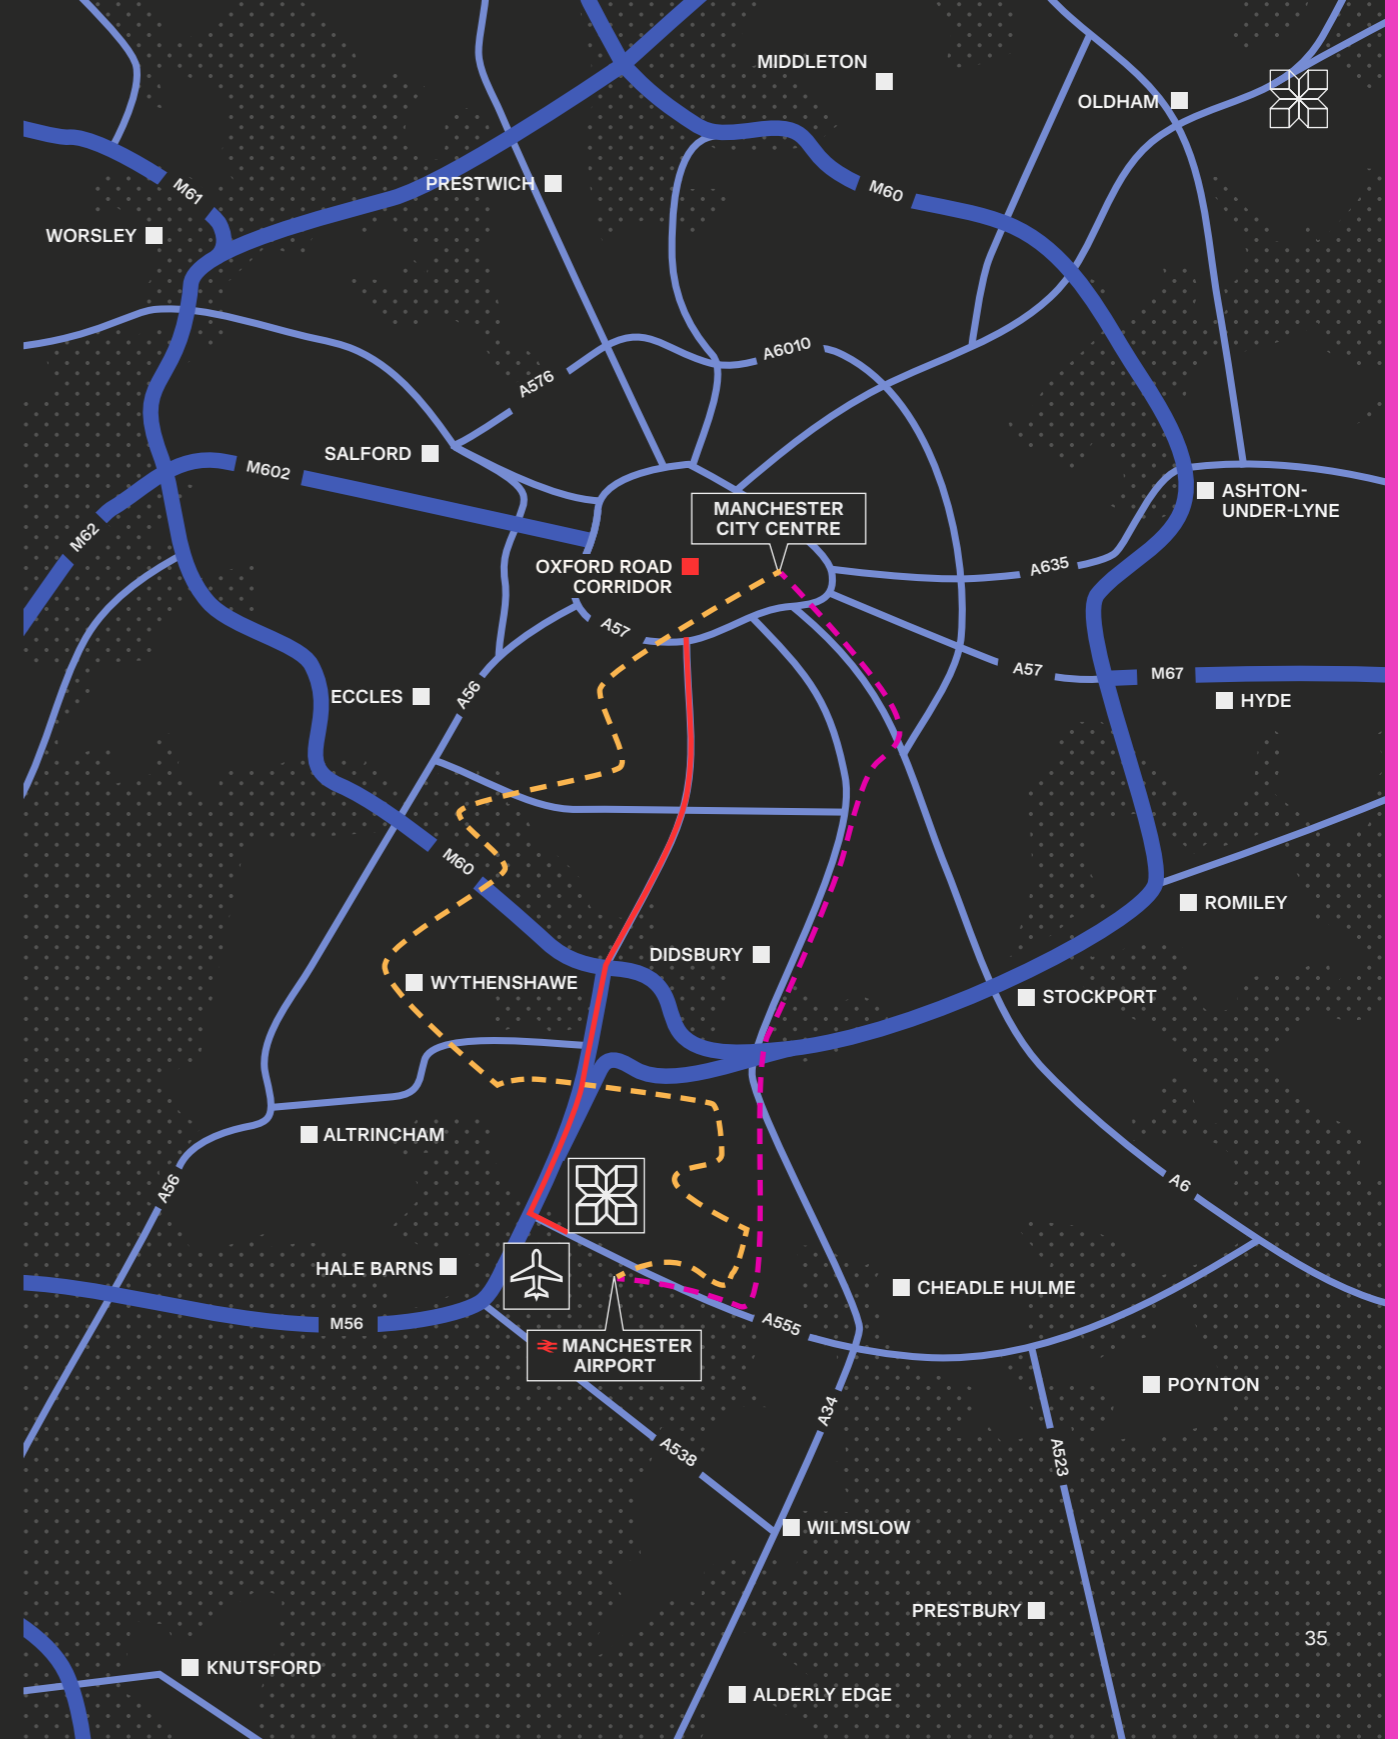 MIDDLETON
OLDHAM
M61
PRESTWICH
M60
WORSLEY
A6010
A576
SALFORD
M602
ASHTON-
UNDER-LYNE
MANCHESTER
CITY CENTRE
M62
OXFORD ROAD
CORRIDOR
A635
A57
A57
M67
ECCLES
A56
HYDE
M60
ROMILEY
DIDSBURY
WYTHENSHAWE
STOCKPORT
ALTRINCHAM
A56
A6
HALE BARNS
CHEADLE HULME
M56
A555
MANCHESTER
AIRPORT
POYNTON
A34
A538
A523
WILMSLOW
PRESTBURY
35
KNUTSFORD
ALDERLY EDGE